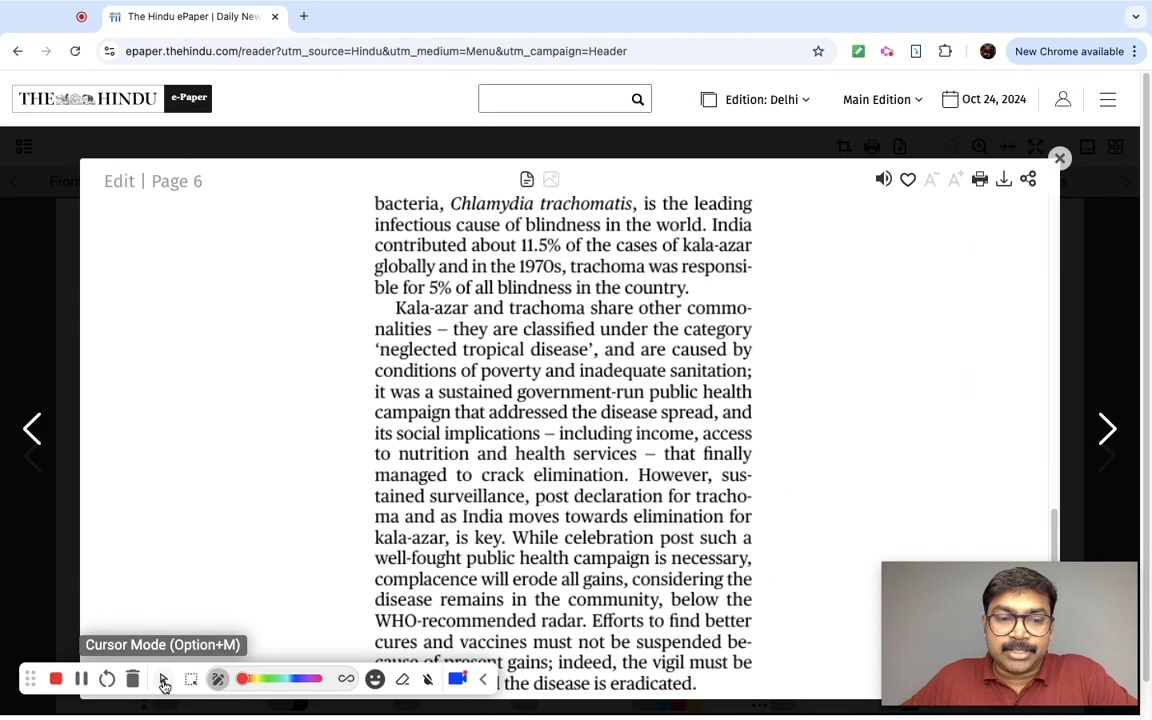 The Hindu ePaper | Daily New
epaper.thehindu.com/reader?utm_source=Hindu&utm_medium=Menu&utm_campaign=Header
New Chrome available
THE HINDU e-Paper
Edition: Delhi
Main Edition
Oct 24, 2024
Edit | Page 6
A- A+
bacteria, Chlamydia trachomatis, is the leading
infectious cause of blindness in the world. India
contributed about 11.5% of the cases of kala-azar
globally and in the 1970s, trachoma was responsi-
ble for 5% of all blindness in the country.
Kala-azar and trachoma share other commo-
nalities – they are classified under the category
‘neglected tropical disease’, and are caused by
conditions of poverty and inadequate sanitation;
it was a sustained government-run public health
campaign that addressed the disease spread, and
its social implications – including income, access
to nutrition and health services – that finally
managed to crack elimination. However, sus-
tained surveillance, post declaration for tracho-
ma and as India moves towards elimination for
kala-azar, is key. While celebration post such a
well-fought public health campaign is necessary,
complacence will erode all gains, considering the
disease remains in the community, below the
WHO-recommended radar. Efforts to find better
cures and vaccines must not be suspended be-
cause of present gains; indeed, the vigil must be
the disease is eradicated.
Cursor Mode (Option+M)